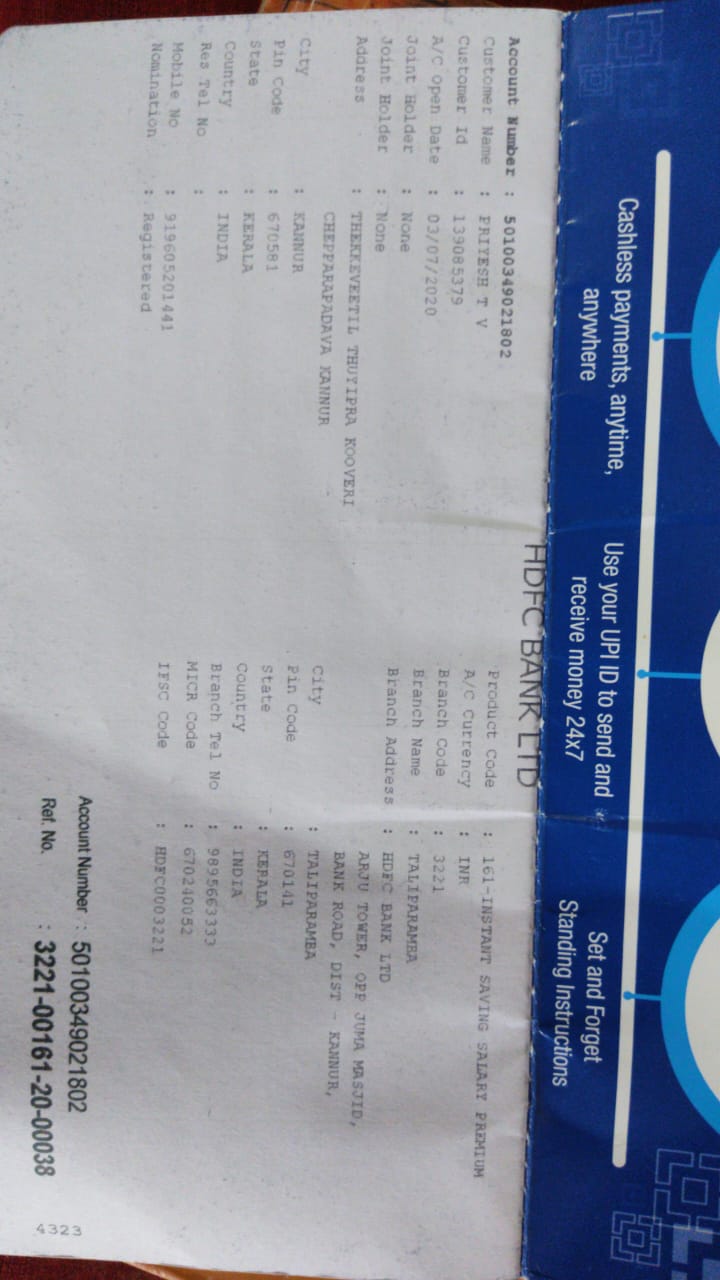 Cashless payments, anytime,
anywhere
Use your UPI ID to send and
receive money 24x7
Set and Forget
Standing Instructions
HDFC BANK LTD
Account Number : 50100349021802
Customer Name : PRIYESH T V
Customer Id : 139085379
A/C Open Date : 03/07/2020
Joint Holder : None
Joint Holder : None
Address : THEKKEVEETIL THUYIPRA KOOVERI
CHEPPARAPADAVA KANNUR
City : KANNUR
Pin Code : 670581
State : KERALA
Country : INDIA
Res Tel No :
Mobile No : 919605201441
Nomination : Registered
Product Code : 161-INSTANT SAVING SALARY PREMIUM
A/C Currency : INR
Branch Code : 3221
Branch Name : TALIPARAMBA
Branch Address : HDFC BANK LTD
ARJU TOWER, OPP JUMA MASJID,
BANK ROAD, DIST - KANNUR,
City : TALIPARAMBA
Pin Code : 670141
State : KERALA
Country : INDIA
Branch Tel No : 9895663333
MICR Code : 670240052
IFSC Code : HDFC0003221
Account Number : 50100349021802
Ref. No. : 3221-00161-20-00038
4323